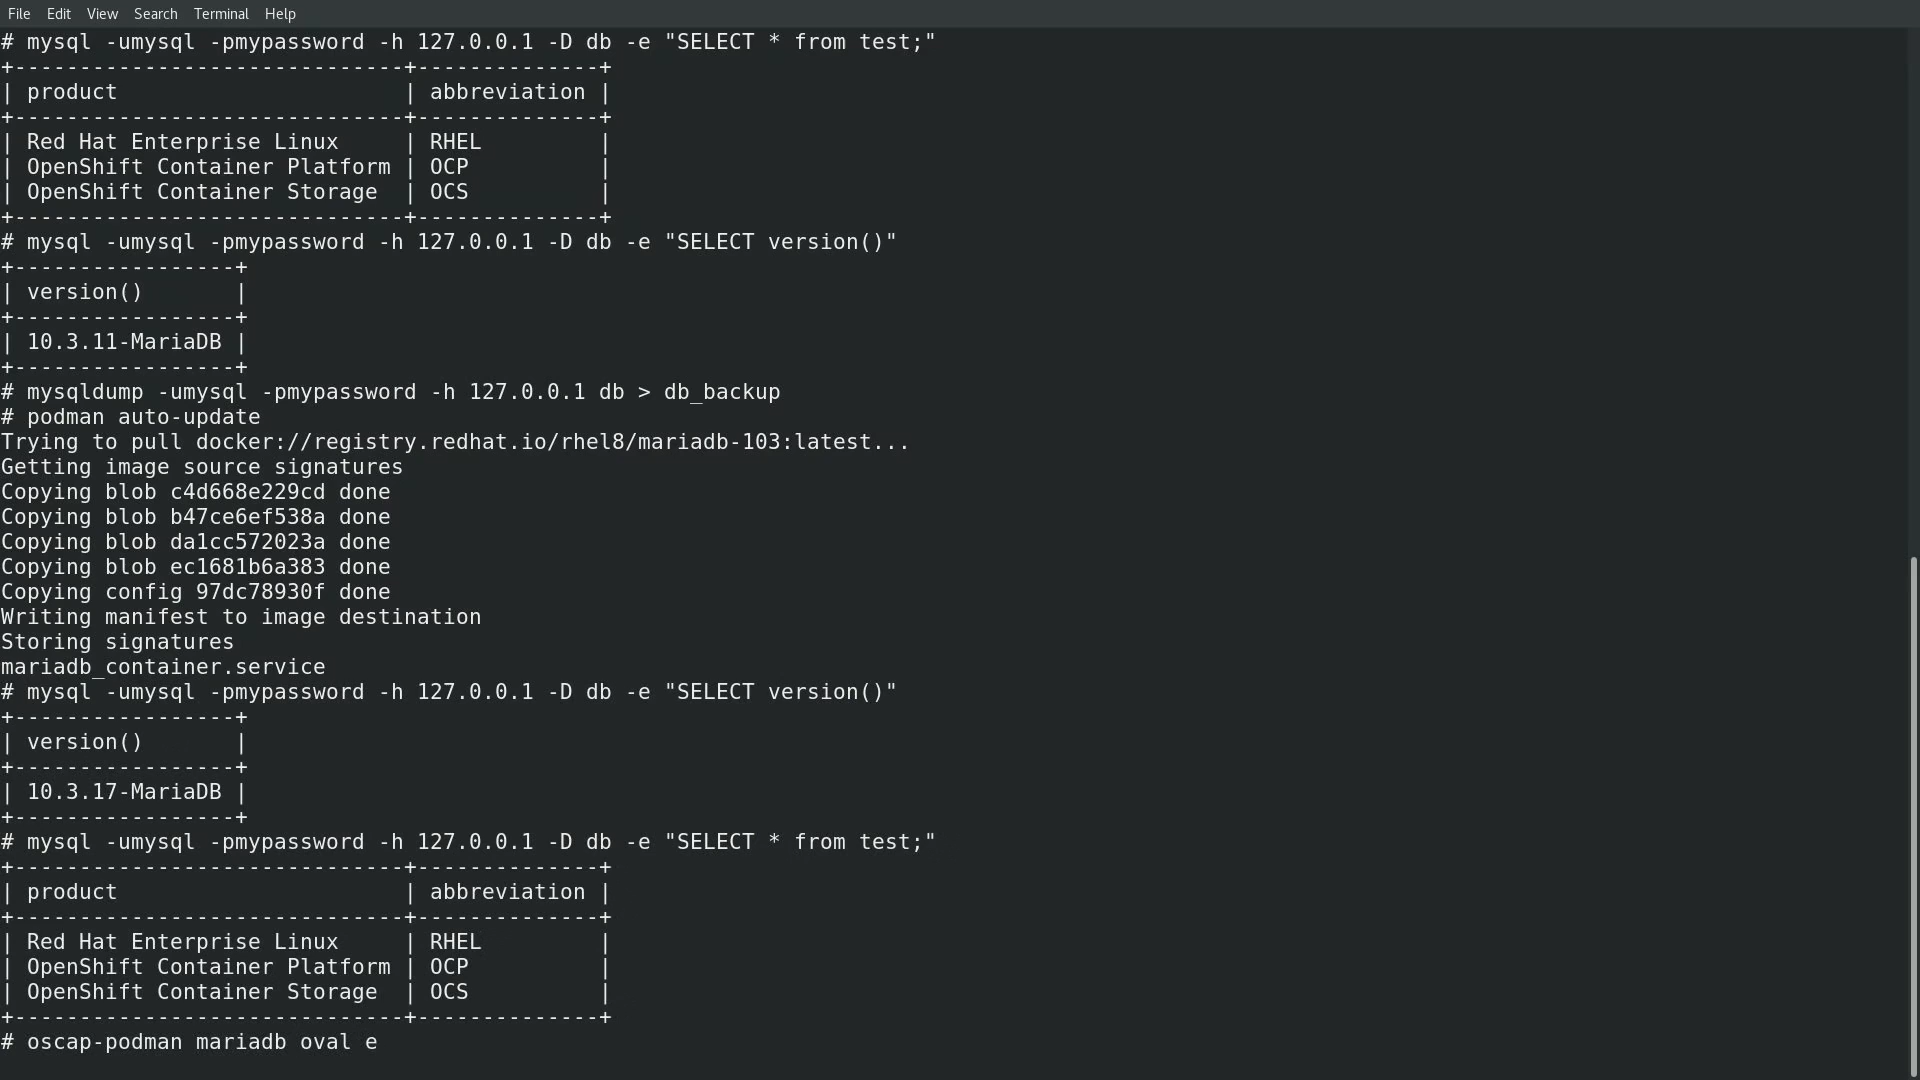 File Edit View Search Terminal Help
# mysql -umysql -pmypassword -h 127.0.0.1 -D db -e "SELECT * from test;"
+------------------------------+--------------+
| product                      | abbreviation |
+------------------------------+--------------+
| Red Hat Enterprise Linux     | RHEL         |
| OpenShift Container Platform | OCP          |
| OpenShift Container Storage  | OCS          |
+------------------------------+--------------+
# mysql -umysql -pmypassword -h 127.0.0.1 -D db -e "SELECT version()"
+-----------------+
| version()       |
+-----------------+
| 10.3.11-MariaDB |
+-----------------+
# mysqldump -umysql -pmypassword -h 127.0.0.1 db > db_backup
# podman auto-update
Trying to pull docker://registry.redhat.io/rhel8/mariadb-103:latest...
Getting image source signatures
Copying blob c4d668e229cd done
Copying blob b47ce6ef538a done
Copying blob da1cc572023a done
Copying blob ec1681b6a383 done
Copying config 97dc78930f done
Writing manifest to image destination
Storing signatures
mariadb_container.service
# mysql -umysql -pmypassword -h 127.0.0.1 -D db -e "SELECT version()"
+-----------------+
| version()       |
+-----------------+
| 10.3.17-MariaDB |
+-----------------+
# mysql -umysql -pmypassword -h 127.0.0.1 -D db -e "SELECT * from test;"
+------------------------------+--------------+
| product                      | abbreviation |
+------------------------------+--------------+
| Red Hat Enterprise Linux     | RHEL         |
| OpenShift Container Platform | OCP          |
| OpenShift Container Storage  | OCS          |
+------------------------------+--------------+
# oscap-podman mariadb oval e